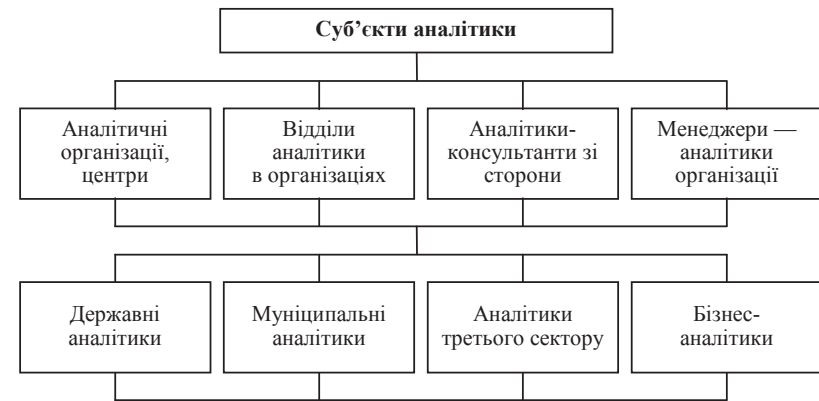 Суб’єкти аналітики
Аналітичні
організації,
центри
Відділи
аналітики
в організаціях
Аналітики-
консультанти зі
сторони
Менеджери —
аналітики
організації
Державні
аналітики
Муніципальні
аналітики
Аналітики
третього сектору
Бізнес-
аналітики